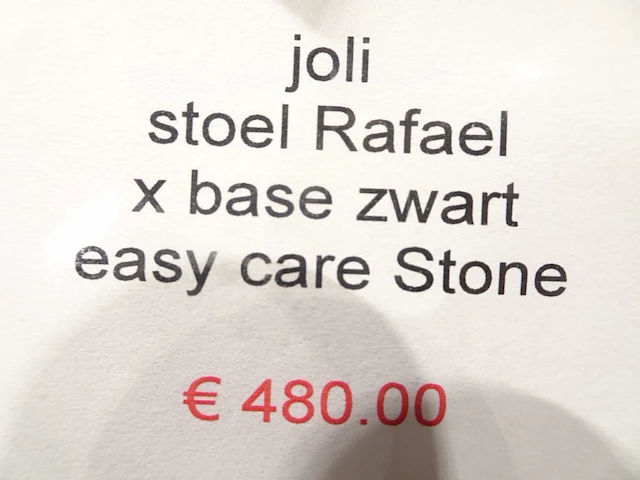 joli
stoel Rafael
x base zwart
easy care Stone
€ 480.00